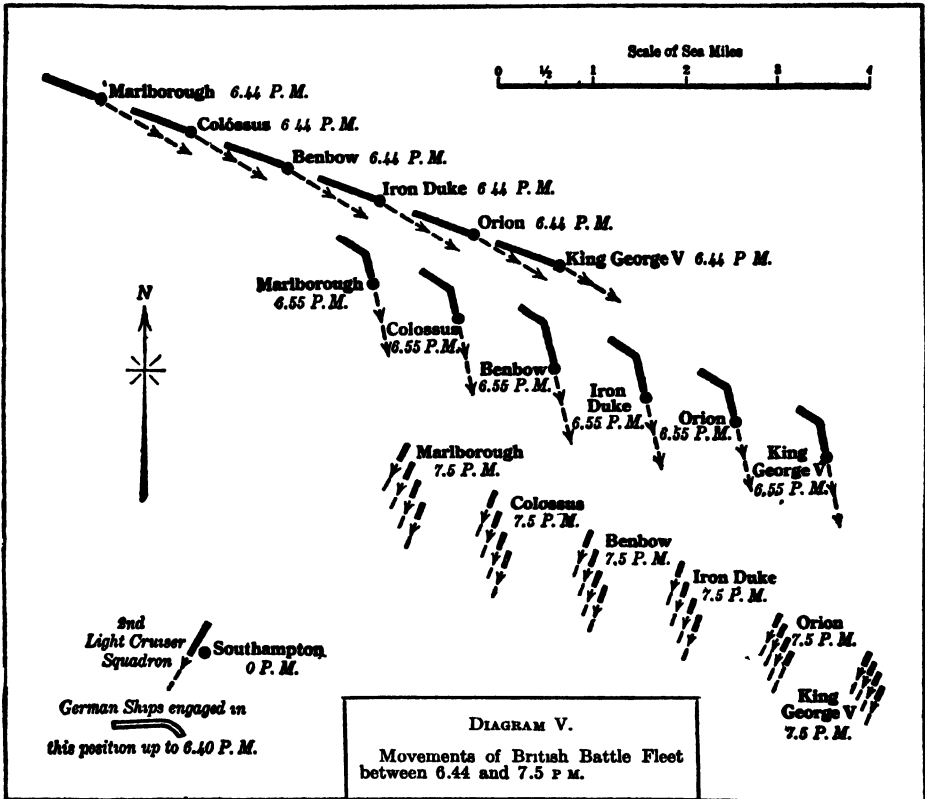 Scale of Sea Miles
0 ½ 1 2 3 4
Marlborough 6.44 P. M.
Colossus 6 44 P. M.
Benbow 6.44 P. M.
Iron Duke 6 44 P. M.
Orion 6.44 P. M.
King George V 6.44 P M.
N
Marlborough
6.55 P. M.
Colossus
6.55 P. M.
Benbow
6.55 P. M.
Iron
Duke
6.55 P. M.
Orion
6.55 P. M.
King
George V
6.55 P. M.
Marlborough
7.5 P. M.
Colossus
7.5 P. M.
Benbow
7.5 P. M.
Iron Duke
7.5 P. M.
Orion
7.5 P. M.
King
George V
7.5 P. M.
2nd
Light Cruiser
Squadron
Southampton
0 P. M.
German Ships engaged in
this position up to 6.40 P. M.
DIAGRAM V.
Movements of British Battle Fleet
between 6.44 and 7.5 P M.